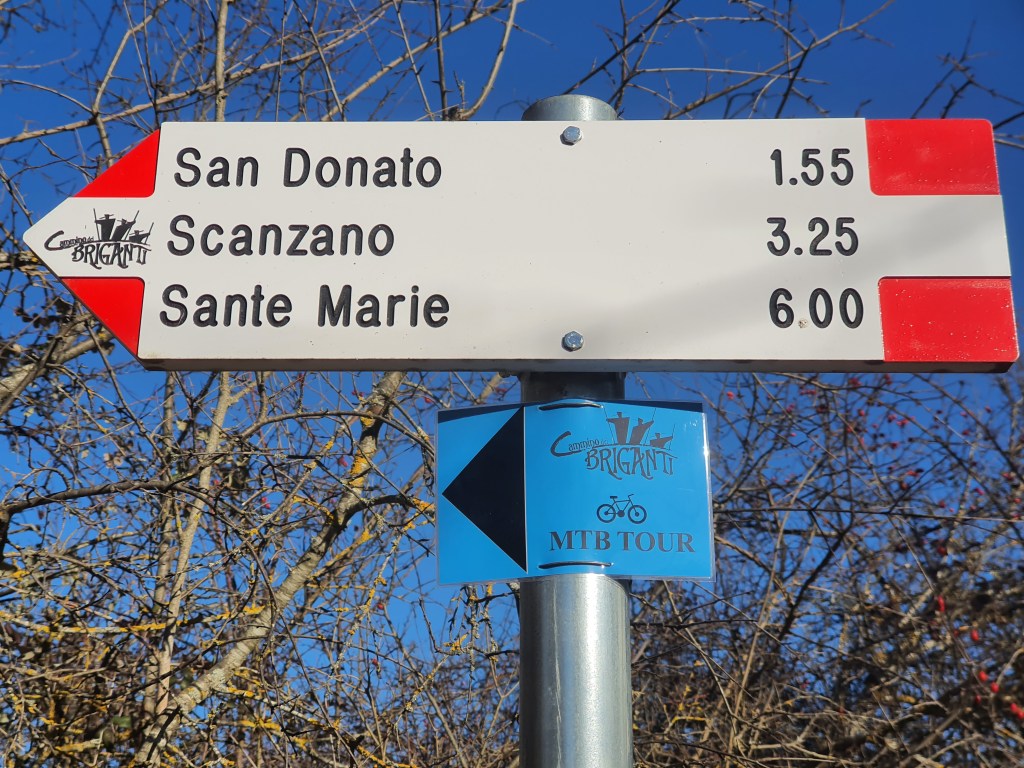 San Donato 1.55
Cammino dei
BRIGANTI
Scanzano 3.25
Sante Marie 6.00
Cammino dei
BRIGANTI
MTB TOUR